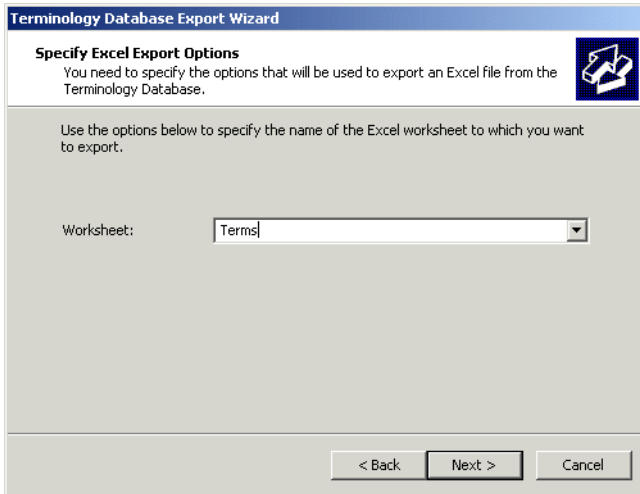 Terminology Database Export Wizard
Specify Excel Export Options
You need to specify the options that will be used to export an Excel file from the
Terminology Database.
Use the options below to specify the name of the Excel worksheet to which you want
to export.
Worksheet: Terms
< Back Next > Cancel